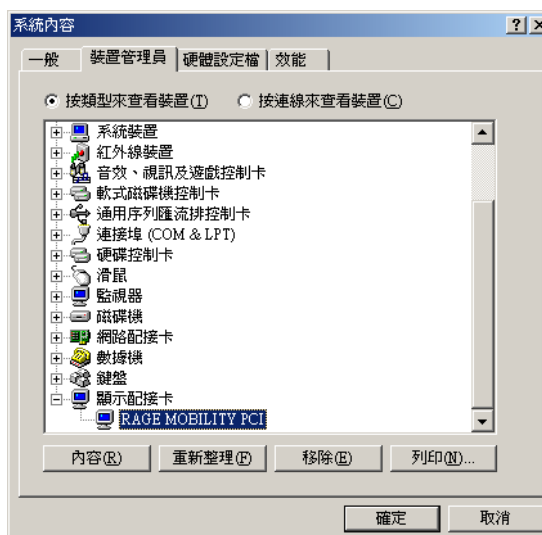 系統內容
一般 裝置管理員 硬體設定檔 效能
按類型來查看裝置(T) 按連線來查看裝置(C)
系統裝置
紅外線裝置
音效、視訊及遊戲控制卡
軟式磁碟機控制卡
通用序列匯流排控制卡
連接埠 (COM & LPT)
硬碟控制卡
滑鼠
監視器
磁碟機
網路配接卡
數據機
鍵盤
顯示配接卡
RAGE MOBILITY PCI
內容(R) 重新整理(F) 移除(E) 列印(N)...
確定 取消